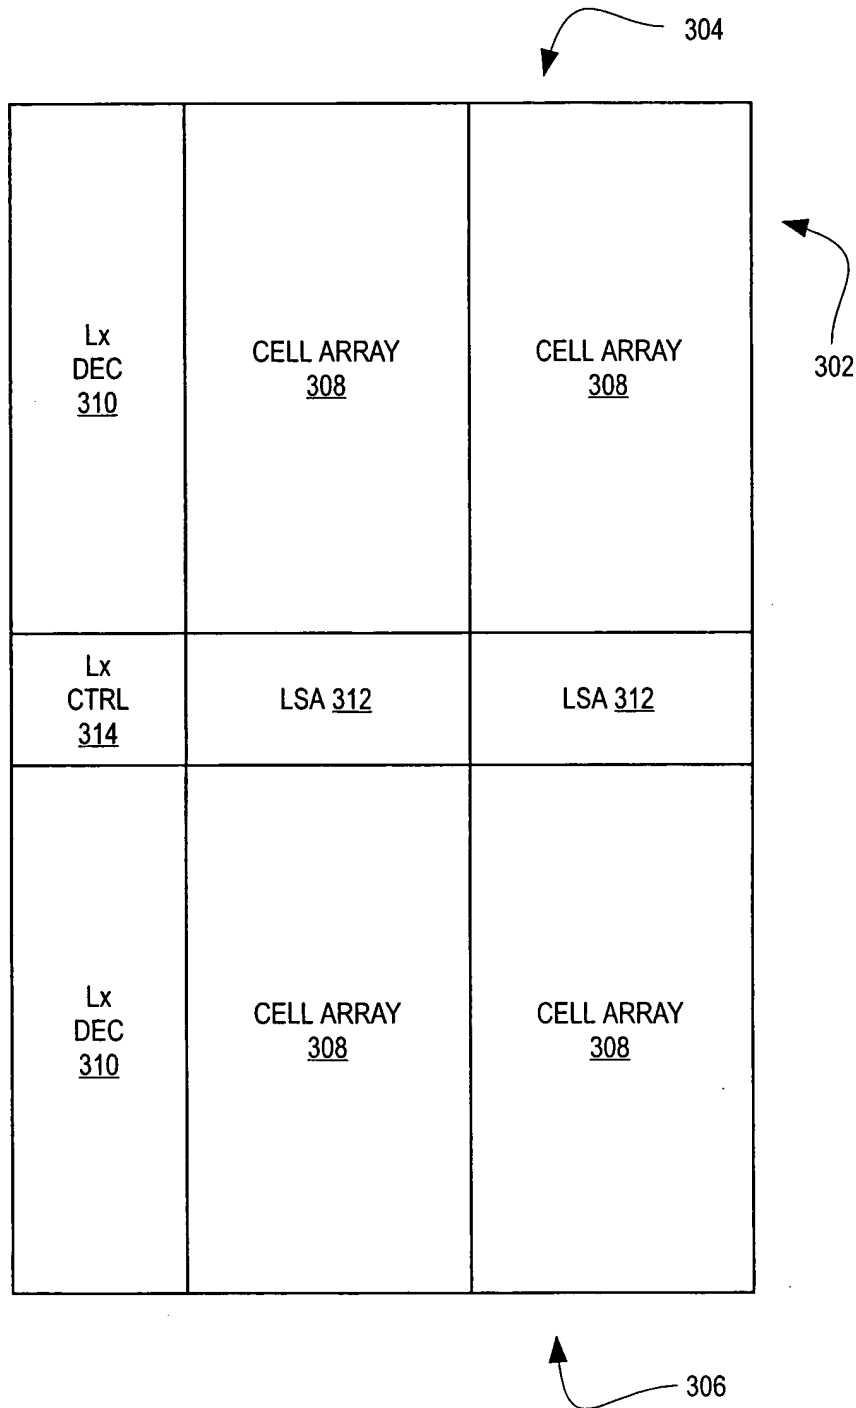 304
302
Lx
DEC
310
CELL ARRAY
308
CELL ARRAY
308
Lx
CTRL
314
LSA 312
LSA 312
Lx
DEC
310
CELL ARRAY
308
CELL ARRAY
308
306